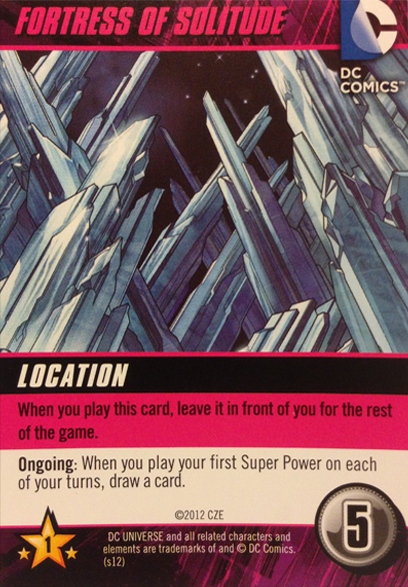 FORTRESS OF SOLITUDE
DC
DC
COMICS™
LOCATION
When you play this card, leave it in front of you for the rest
of the game.
Ongoing: When you play your first Super Power on each
of your turns, draw a card.
©2012 CZE
1
DC UNIVERSE and all related characters and
elements are trademarks of and © DC Comics.
(s12)
5